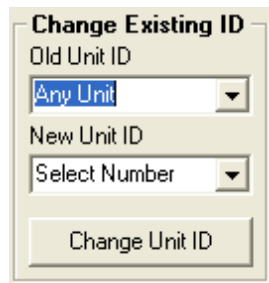 Change Existing ID
Old Unit ID
Any Unit
New Unit ID
Select Number
Change Unit ID